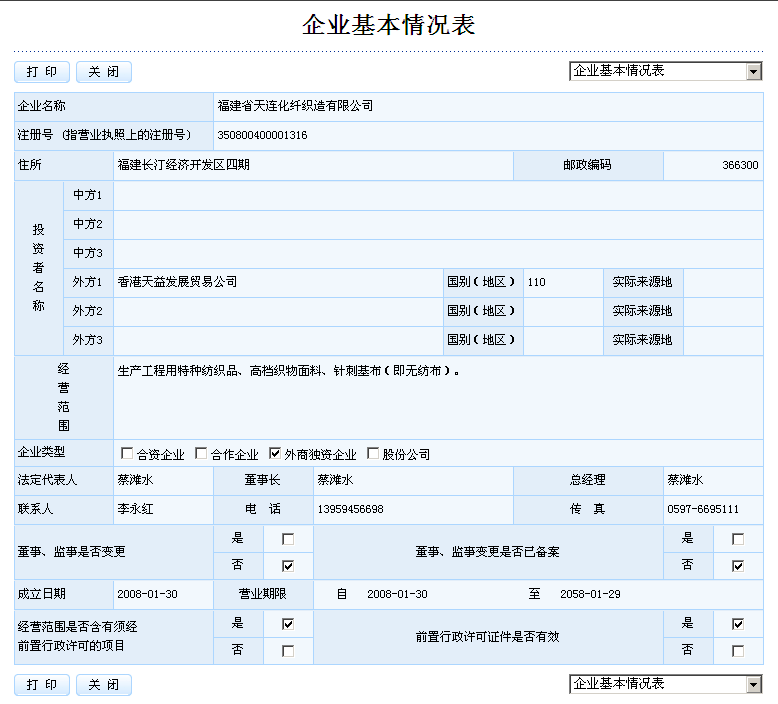 企业基本情况表
打 印 关 闭 企业基本情况表
企业名称 福建省天连化纤织造有限公司
注册号（指营业执照上的注册号） 350800400001316
住所 福建长汀经济开发区四期 邮政编码 366300
投资者名称
中方1
中方2
中方3
外方1 香港天益发展贸易公司 国别（地区） 110 实际来源地
外方2 国别（地区） 实际来源地
外方3 国别（地区） 实际来源地
经营范围 生产工程用特种纺织品、高档织物面料、针刺基布（即无纺布）。
企业类型 合资企业 合作企业 外商独资企业 股份公司
法定代表人 蔡滩水 董事长 蔡滩水 总经理 蔡滩水
联系人 李永红 电 话 13959456698 传 真 0597-6695111
董事、监事是否变更 是 否 董事、监事变更是否已备案 是 否
成立日期 2008-01-30 营业期限 自 2008-01-30 至 2058-01-29
经营范围是否含有须经
前置行政许可的项目 是 否 前置行政许可证件是否有效 是 否
打 印 关 闭 企业基本情况表